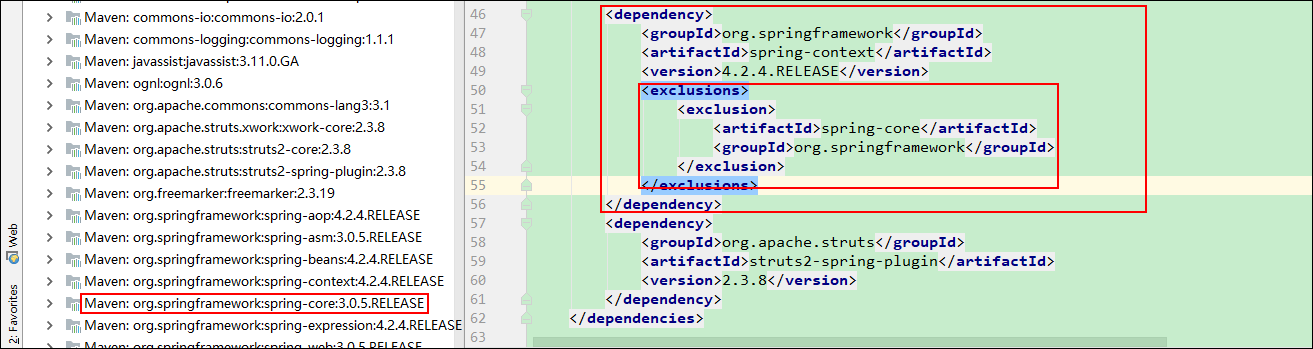 Maven: commons-io:commons-io:2.0.1
Maven: commons-logging:commons-logging:1.1.1
Maven: javassist:javassist:3.11.0.GA
Maven: ognl:ognl:3.0.6
Maven: org.apache.commons:commons-lang3:3.1
Maven: org.apache.struts.xwork:xwork-core:2.3.8
Maven: org.apache.struts:struts2-core:2.3.8
Maven: org.apache.struts:struts2-spring-plugin:2.3.8
Maven: org.freemarker:freemarker:2.3.19
Maven: org.springframework:spring-aop:4.2.4.RELEASE
Maven: org.springframework:spring-asm:3.0.5.RELEASE
Maven: org.springframework:spring-beans:4.2.4.RELEASE
Maven: org.springframework:spring-context:4.2.4.RELEASE
Maven: org.springframework:spring-core:3.0.5.RELEASE
Maven: org.springframework:spring-expression:4.2.4.RELEASE
Maven: org.springframework:spring-web:3.0.5.RELEASE
Web
2: Favorites
46 <dependency>
47 <groupId>org.springframework</groupId>
48 <artifactId>spring-context</artifactId>
49 <version>4.2.4.RELEASE</version>
50 <exclusions>
51 <exclusion>
52 <artifactId>spring-core</artifactId>
53 <groupId>org.springframework</groupId>
54 </exclusion>
55 </exclusions>
56 </dependency>
57 <dependency>
58 <groupId>org.apache.struts</groupId>
59 <artifactId>struts2-spring-plugin</artifactId>
60 <version>2.3.8</version>
61 </dependency>
62 </dependencies>
63